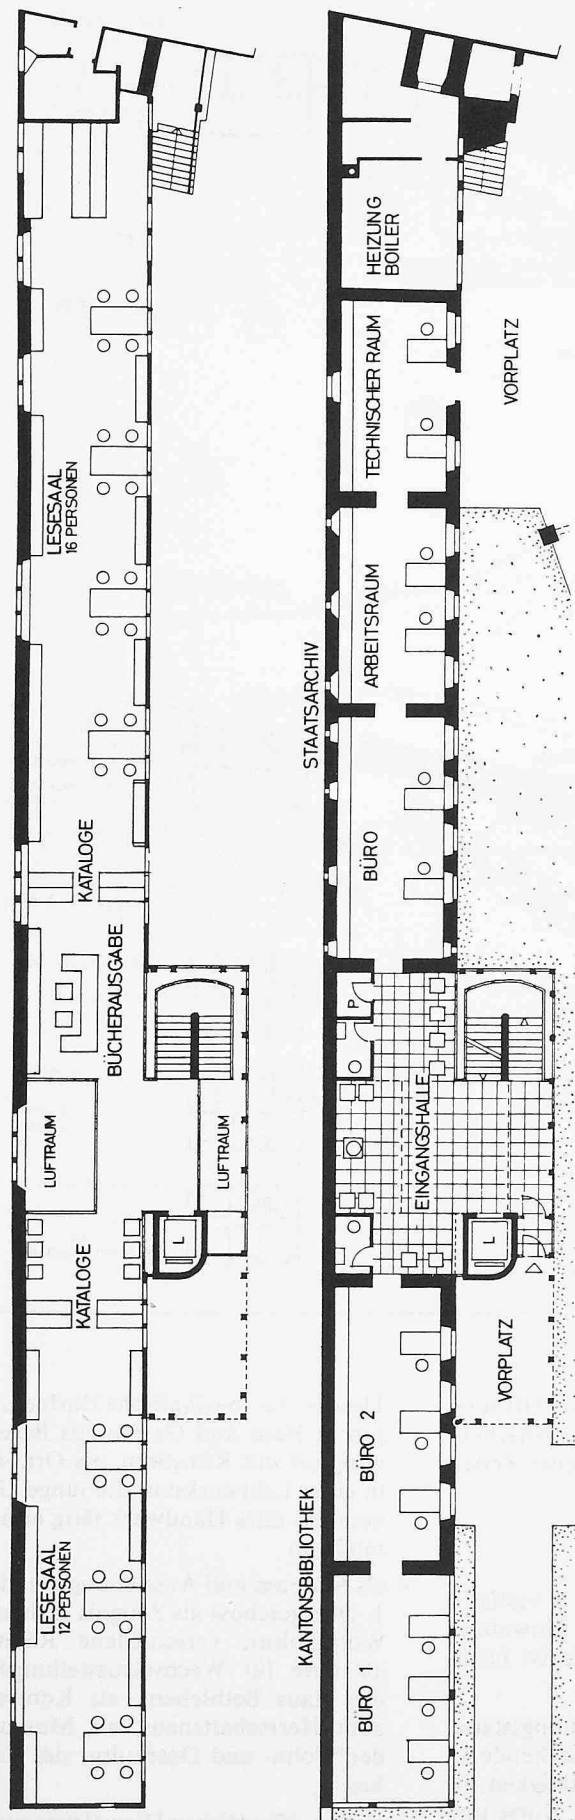 LESESAAL
16 PERSONEN
KATALOGE
BÜCHERAUSGABE
LUFTRAUM
LUFTRAUM
L
KATALOGE
LESESAAL
12 PERSONEN
HEIZUNG
BOILER
TECHNISCHER RAUM
VORPLATZ
ARBEITSRAUM
STAATSARCHIV
BÜRO
P
EINGANGSHALLE
L
VORPLATZ
BÜRO 2
KANTONSBIBLIOTHEK
BÜRO 1